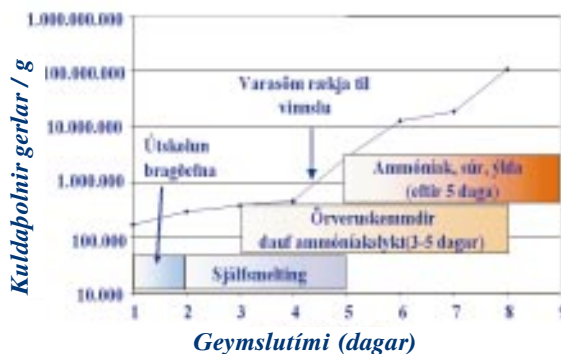 Kuldaþolnir gerlar / g
1.000.000.000
100.000.000
10.000.000
1.000.000
100.000
10.000
Varasöm rækja til
vinnslu
Útskolun
bragðefna
Ammóniak, súr, ýlda
(eftir 5 daga)
Örveruskemmdir
dauf ammóniakslykt(3-5 dagar)
Sjálfsmelting
1 2 3 4 5 6 7 8 9
Geymslutími (dagar)